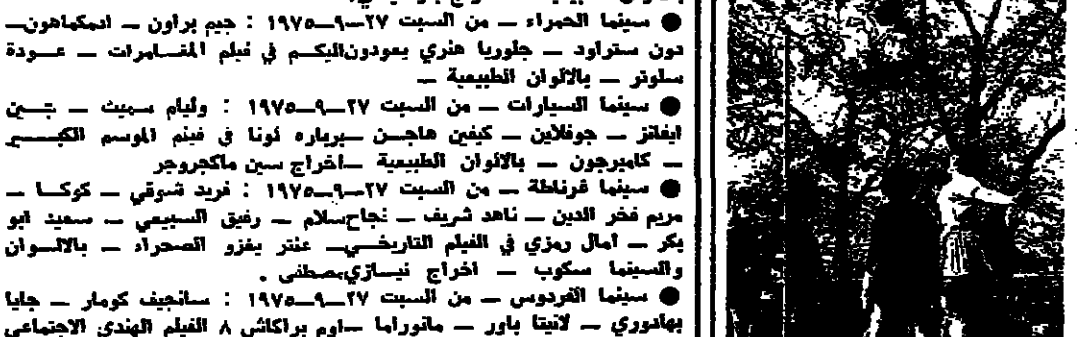 ● سينما الحمراء — من السبت ٢٧—٩—١٩٧٥ : جيم براون — ادمكماهون—
دون ستراود — جلوريا هنري يعودون اليكم في فيلم المغامرات — عودة
سلوتر — بالالوان الطبيعية —
● سينما السيارات — من السبت ٢٧—٩—١٩٧٥ : وليام سميث — بتين
ايفانز — جوفلاين — كيفين هاجن — برباره لونا في فيلم الموسم الكبير
— كاميرجون — بالالوان الطبيعية — اخراج سين ماكجروجر
● سينما غرناطة — من السبت ٢٧—٩—١٩٧٥ : فريد شوقي — كوكا —
مريم فخر الدين — ناهد شريف — نجاح سلام — رفيق السبيعي — سعيد ابو
بكر — امال رمزي في الفيلم التاريخي — عنتر يغزو الصحراء — بالالوان
والسينما سكوب — اخراج نيازي مصطفى .
● سينما الفردوس — من السبت ٢٧—٩—١٩٧٥ : سانجيف كومار — جايا
بهادوري — لانيتا باور — مانوراما — اوم براكاش ٨ الفيلم الهندي الاجتماعي